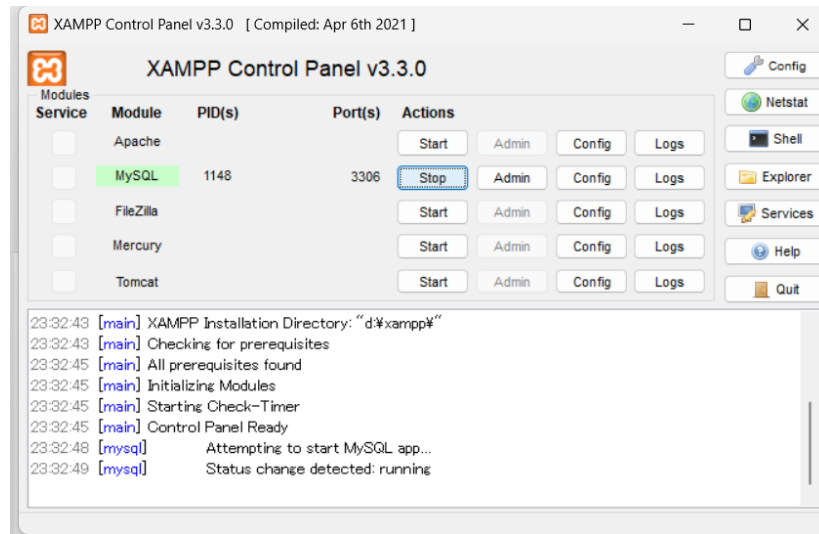 XAMPP Control Panel v3.3.0 [ Compiled: Apr 6th 2021 ]
XAMPP Control Panel v3.3.0
Config
Modules
Service Module PID(s) Port(s) Actions
Netstat
Apache Start Admin Config Logs
Shell
MySQL 1148 3306 Stop Admin Config Logs
Explorer
FileZilla Start Admin Config Logs
Services
Mercury Start Admin Config Logs
Help
Tomcat Start Admin Config Logs
Quit
23:32:43 [main] XAMPP Installation Directory: "d:¥xampp¥"
23:32:43 [main] Checking for prerequisites
23:32:45 [main] All prerequisites found
23:32:45 [main] Initializing Modules
23:32:45 [main] Starting Check-Timer
23:32:45 [main] Control Panel Ready
23:32:48 [mysql] Attempting to start MySQL app...
23:32:49 [mysql] Status change detected: running